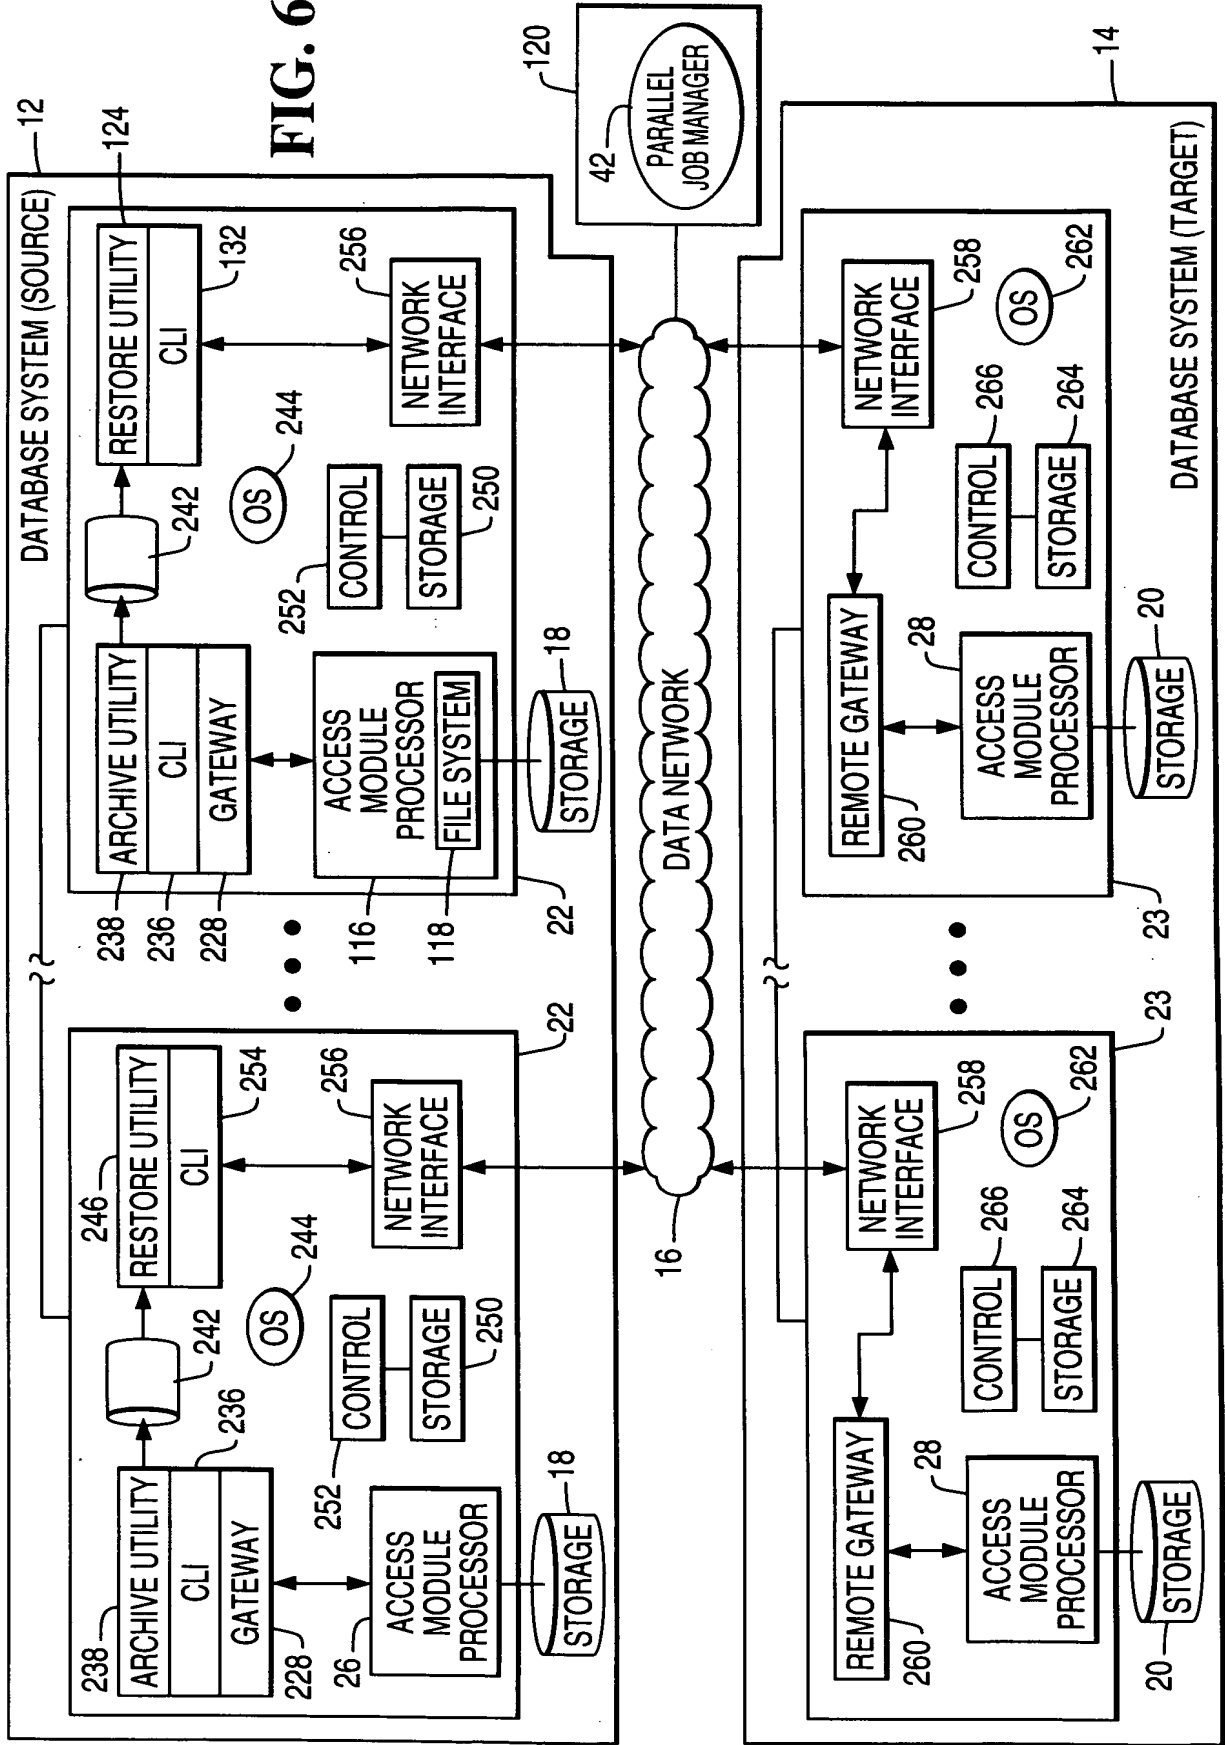 FIG. 6
DATABASE SYSTEM (SOURCE)
12
238
ARCHIVE UTILITY
CLI
GATEWAY
236
228
242
246
RESTORE UTILITY
CLI
254
OS
244
26
ACCESS
MODULE
PROCESSOR
252
CONTROL
STORAGE
250
NETWORK
INTERFACE
256
18
STORAGE
22
238
236
228
ARCHIVE UTILITY
CLI
GATEWAY
242
RESTORE UTILITY
CLI
124
132
OS
244
116
118
ACCESS
MODULE
PROCESSOR
FILE SYSTEM
252
CONTROL
STORAGE
250
NETWORK
INTERFACE
256
18
STORAGE
22
16
DATA NETWORK
120
42
PARALLEL
JOB MANAGER
REMOTE GATEWAY
260
NETWORK
INTERFACE
258
28
ACCESS
MODULE
PROCESSOR
CONTROL
266
STORAGE
264
OS
262
20
STORAGE
23
REMOTE GATEWAY
260
NETWORK
INTERFACE
258
28
ACCESS
MODULE
PROCESSOR
CONTROL
266
STORAGE
264
OS
262
20
STORAGE
23
DATABASE SYSTEM (TARGET)
14